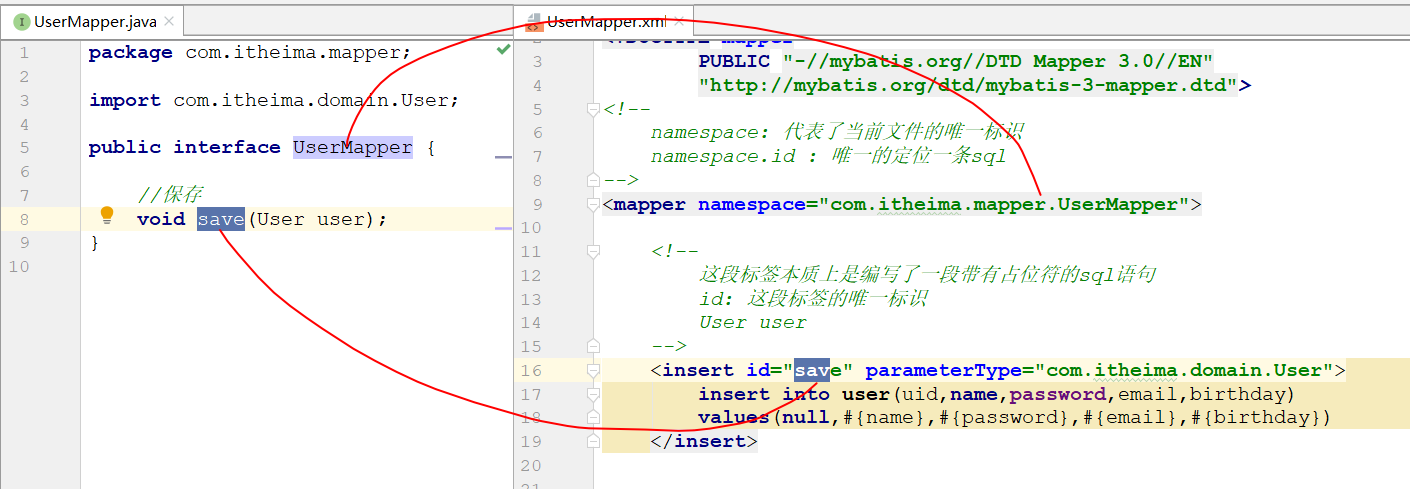 UserMapper.java
1 package com.itheima.mapper;
2
3 import com.itheima.domain.User;
4
5 public interface UserMapper {
6
7 //保存
8 void save(User user);
9 }
10
UserMapper.xml
3 PUBLIC "-//mybatis.org//DTD Mapper 3.0//EN"
4 "http://mybatis.org/dtd/mybatis-3-mapper.dtd">
5 <!--
6 namespace: 代表了当前文件的唯一标识
7 namespace.id : 唯一的定位一条sql
8 -->
9 <mapper namespace="com.itheima.mapper.UserMapper">
10
11 <!--
12 这段标签本质上是编写了一段带有占位符的sql语句
13 id: 这段标签的唯一标识
14 User user
15 -->
16 <insert id="save" parameterType="com.itheima.domain.User">
17 insert into user(uid,name,password,email,birthday)
18 values(null,#{name},#{password},#{email},#{birthday})
19 </insert>
20